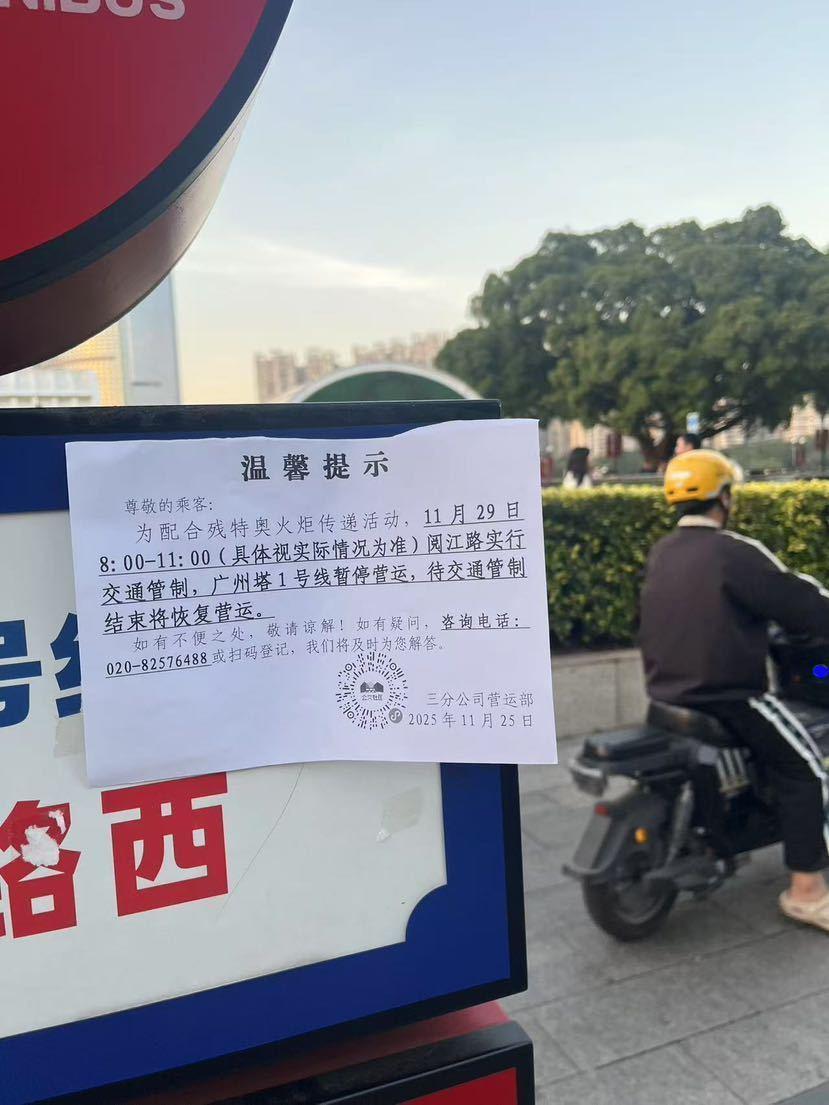 NIBUS
温馨提示
尊敬的乘客:
为配合残特奥火炬传递活动，11月29日
8:00-11:00（具体视实际情况为准）阅江路实行
交通管制，广州塔1号线暂停营运，待交通管制
结束将恢复营运。
如有不便之处，敬请谅解！如有疑问，咨询电话:
020-82576488或扫码登记，我们将及时为您解答。
三分公司营运部
2025年11月25日
号线
路西